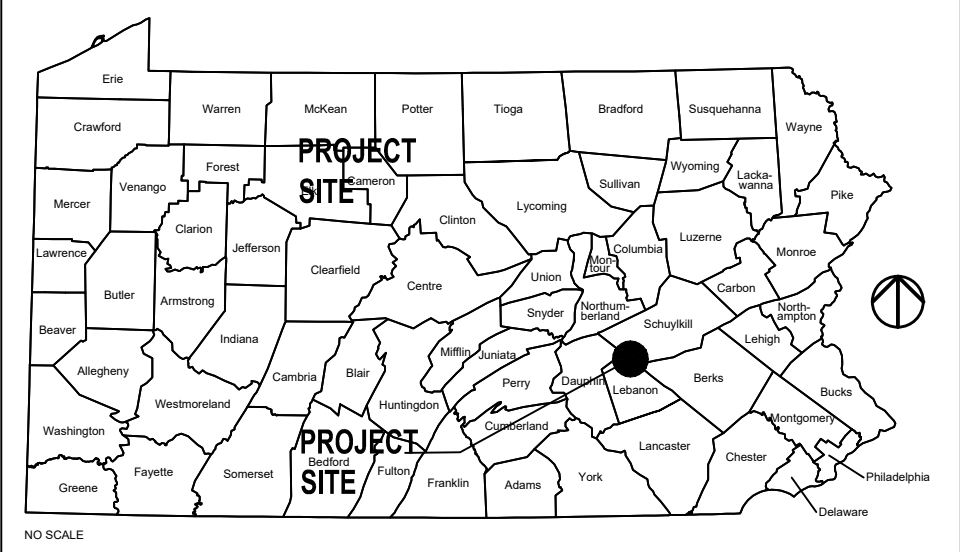 Erie
Warren
McKean
Potter
Tioga
Bradford
Susquehanna
Crawford
Wayne
PROJECT
SITE
Elk
Cameron
Forest
Venango
Mercer
Sullivan
Wyoming
Lacka-
wanna
Pike
Lycoming
Clinton
Clarion
Jefferson
Lawrence
Columbia
Luzerne
Monroe
Mon-
tour
Clearfield
Centre
Union
Butler
Armstrong
Carbon
Snyder
Northum-
berland
North-
ampton
Beaver
Indiana
Schuylkill
Lehigh
Mifflin
Juniata
Allegheny
Cambria
Blair
Perry
Dauphin
Lebanon
Berks
Bucks
Westmoreland
Huntingdon
Montgomery
Washington
Cumberland
PROJECT
SITE
Lancaster
Chester
Bedford
Fulton
Fayette
Somerset
Franklin
Adams
York
Philadelphia
Greene
Delaware
NO SCALE